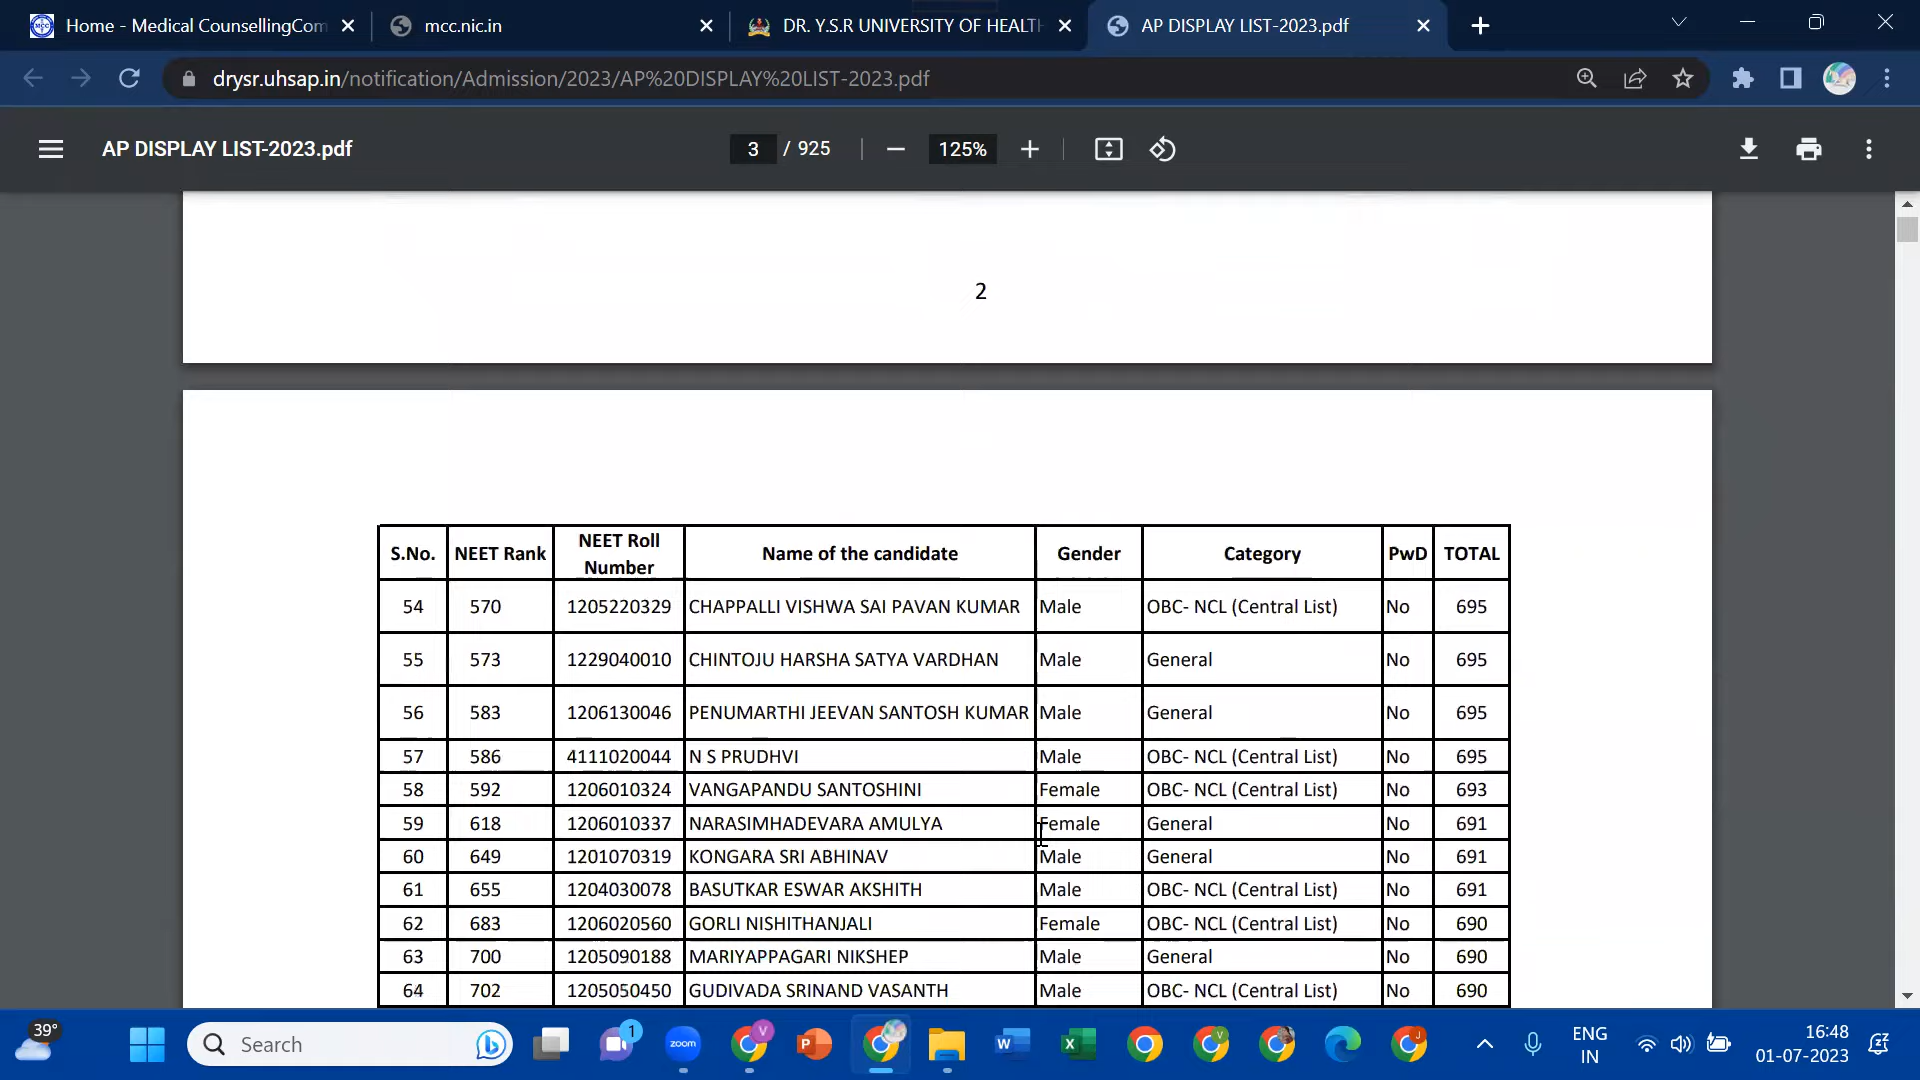 Home - Medical CounsellingCom
mcc.nic.in
DR. Y.S.R UNIVERSITY OF HEALTH
AP DISPLAY LIST-2023.pdf
drysr.uhsap.in/notification/Admission/2023/AP%20DISPLAY%20LIST-2023.pdf
AP DISPLAY LIST-2023.pdf
3 / 925
125%
2
S.No. NEET Rank NEET Roll Number Name of the candidate Gender Category PwD TOTAL
54 570 1205220329 CHAPPALLI VISHWA SAI PAVAN KUMAR Male OBC- NCL (Central List) No 695
55 573 1229040010 CHINTOJU HARSHA SATYA VARDHAN Male General No 695
56 583 1206130046 PENUMARTHI JEEVAN SANTOSH KUMAR Male General No 695
57 586 4111020044 N S PRUDHVI Male OBC- NCL (Central List) No 695
58 592 1206010324 VANGAPANDU SANTOSHINI Female OBC- NCL (Central List) No 693
59 618 1206010337 NARASIMHADEVARA AMULYA Female General No 691
60 649 1201070319 KONGARA SRI ABHINAV Male General No 691
61 655 1204030078 BASUTKAR ESWAR AKSHITH Male OBC- NCL (Central List) No 691
62 683 1206020560 GORLI NISHITHANJALI Female OBC- NCL (Central List) No 690
63 700 1205090188 MARIYAPPAGARI NIKSHEP Male General No 690
64 702 1205050450 GUDIVADA SRINAND VASANTH Male OBC- NCL (Central List) No 690
39°
Search
1
zoom
V
V
J
ENG
IN
16:48
01-07-2023